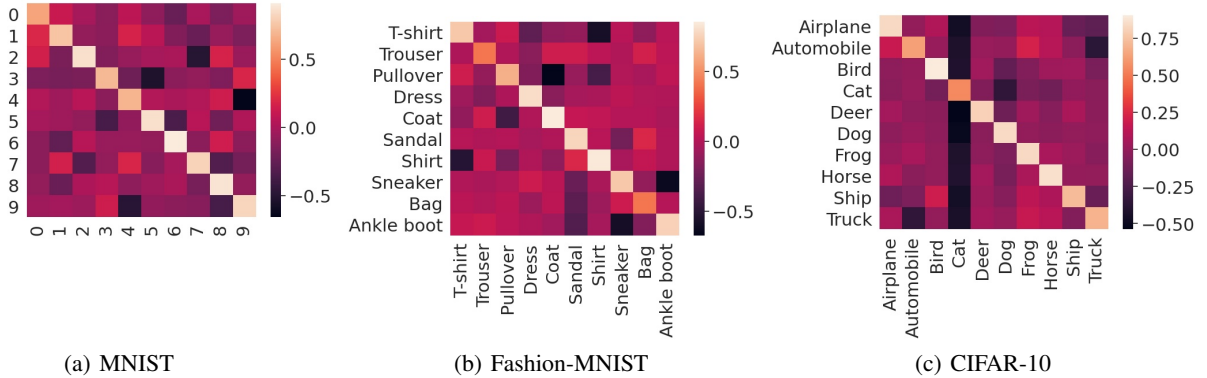 0
1
2
3
4
5
6
7
8
9
0 1 2 3 4 5 6 7 8 9
0.5
0.0
−0.5
(a) MNIST
T-shirt
Trouser
Pullover
Dress
Coat
Sandal
Shirt
Sneaker
Bag
Ankle boot
T-shirt Trouser Pullover Dress Coat Sandal Shirt Sneaker Bag Ankle boot
0.5
0.0
−0.5
(b) Fashion-MNIST
Airplane
Automobile
Bird
Cat
Deer
Dog
Frog
Horse
Ship
Truck
Airplane Automobile Bird Cat Deer Dog Frog Horse Ship Truck
0.75
0.50
0.25
0.00
−0.25
−0.50
(c) CIFAR-10